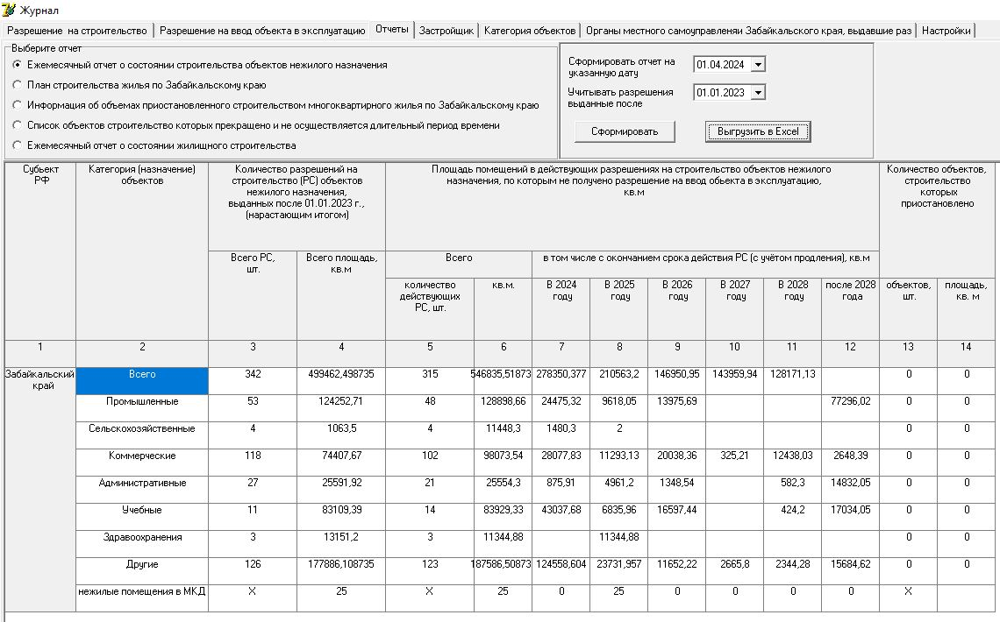 Журнал
Разрешение на строительство
Разрешение на ввод объекта в эксплуатацию
Отчеты
Застройщик
Категория объектов
Органы местного самоуправлеияи Забайкальского края, выдавшие раз
Настройки
Выберите отчет
Ежемесячный отчет о состоянии строительства объектов нежилого назначения
План строительства жилья по Забайкальскому краю
Информация об объемах приостановленного строительством многоквартирного жилья по Забайкальскому краю
Список объектов строительство которых прекращено и не осуществляется длительный период времени
Ежемесячный отчет о состоянии жилищного строительства
Сформировать отчет на
указанную дату
01.04.2024
Учитывать разрешения
выданные после
01.01.2023
Сформировать
Выгрузить в Excel
Субьект
РФ
Категория (назначение)
объектов
Количество разрешений на
строительство (РС) объектов
нежилого назначения,
выданных после 01.01.2023 г.,
(нарастающим итогом)
Площадь помещений в действующих разрешениях на строительство объектов нежилого
назначения, по которым не получено разрешение на ввод обьекта в эксплуатацию,
кв.м
Количество объектов,
строительство
которых
приостановлено
Всего РС,
шт.
Всего площадь,
кв.м
Всего
в том числе с окончанием срока действия РС (с учётом продления), кв.м
количество
действующих
РС, шт.
кв.м.
В 2024
году
В 2025
году
В 2026
году
В 2027
году
В 2028
году
после 2028
года
объектов,
шт.
площадь,
кв. м
1 2 3 4 5 6 7 8 9 10 11 12 13 14
Забайкальский
край
Всего 342 499462,498735 315 546835,51873 278350,377 210563,2 146950,95 143959,94 128171,13 0 0
Промышленные 53 124252,71 48 128898,66 24475,32 9618,05 13975,69 77296,02 0 0
Сельскохозяйственные 4 1063,5 4 11448,3 1480,3 2 0 0
Коммерческие 118 74407,67 102 98073,54 28077,83 11293,13 20038,36 325,21 12438,03 2648,39 0 0
Административные 27 25591,92 21 25554,3 875,91 4961,2 1348,54 582,3 14832,05 0 0
Учебные 11 83109,39 14 83929,33 43037,68 6835,96 16597,44 424,2 17034,05 0 0
Здравоохранения 3 13151,2 3 11344,88 11344,88 0 0
Другие 126 177886,108735 123 187586,50873 124558,604 23731,957 11652,22 2665,8 2344,28 15684,62 0 0
нежилые помещения в МКД X 25 X 25 0 25 0 0 0 0 X